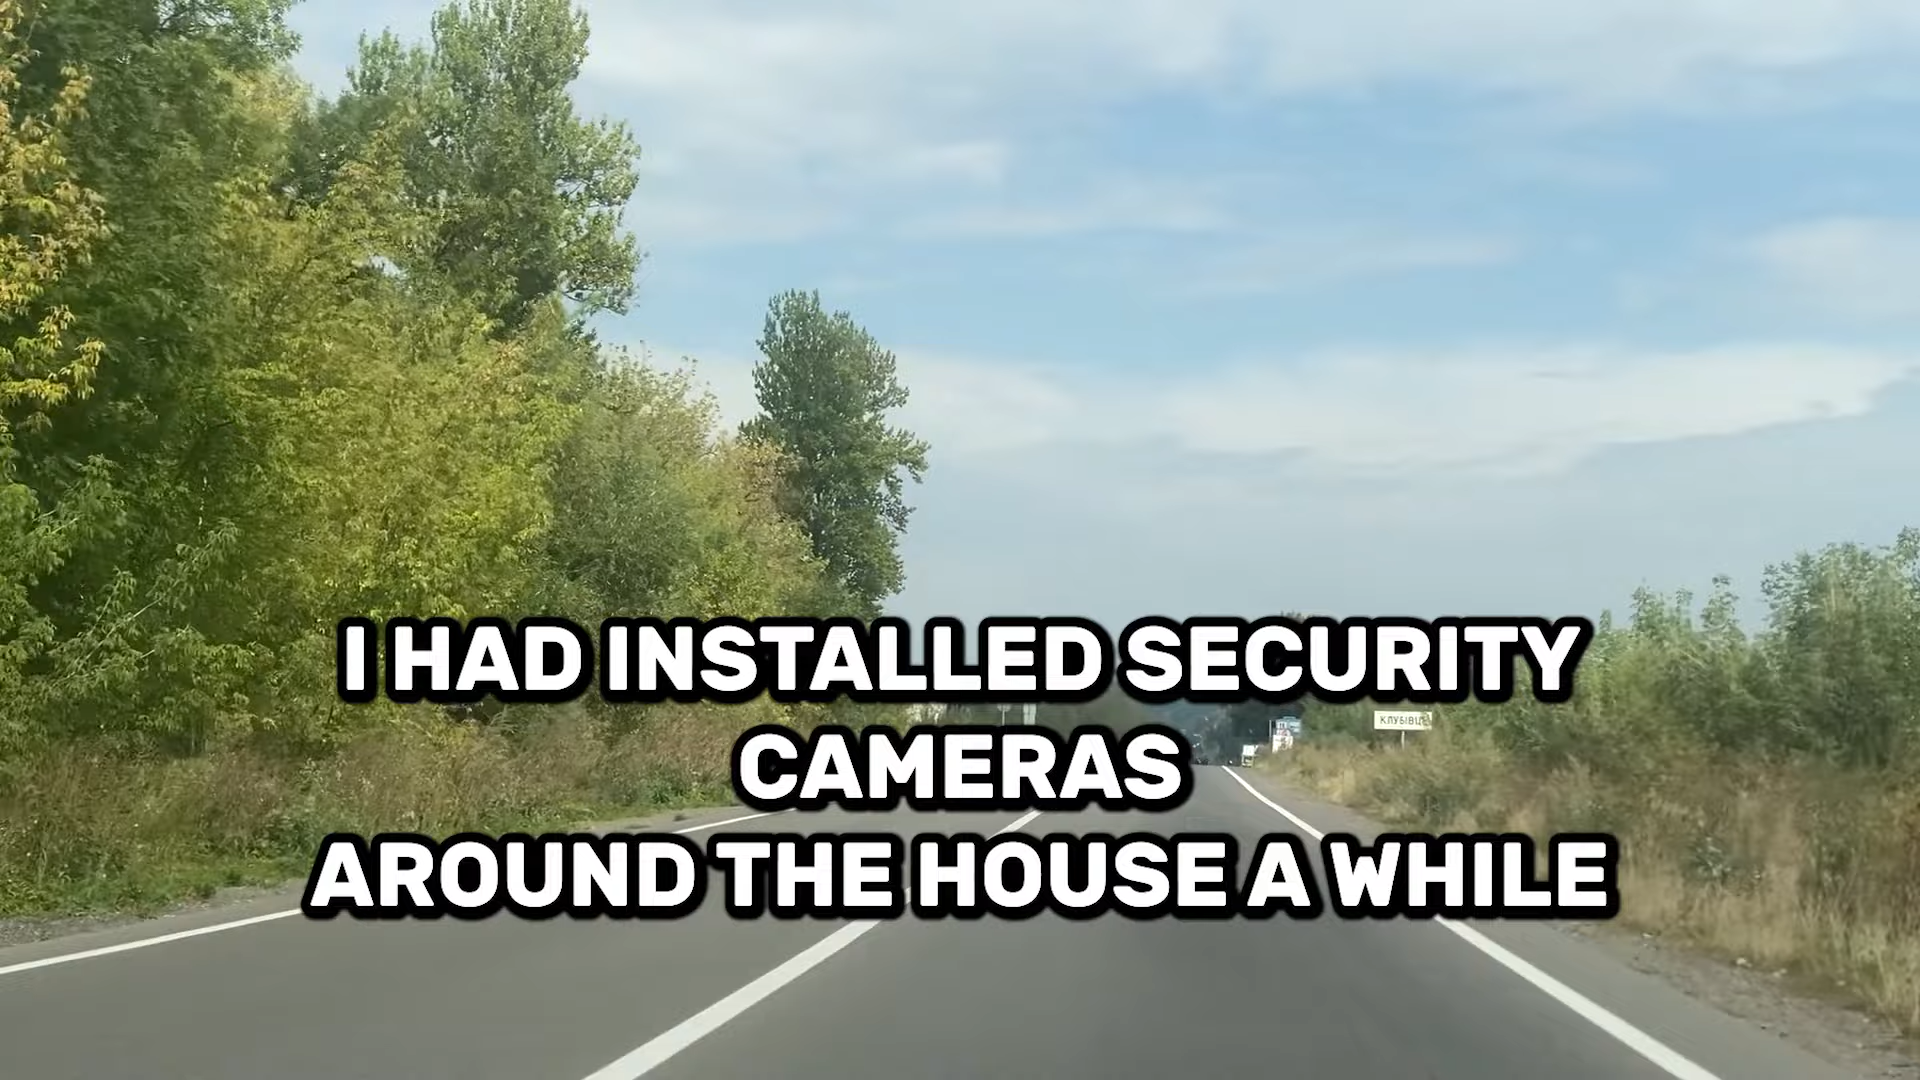 I HAD INSTALLED SECURITY
CAMERAS
AROUND THE HOUSE A WHILE
КЛУБІВЦІ